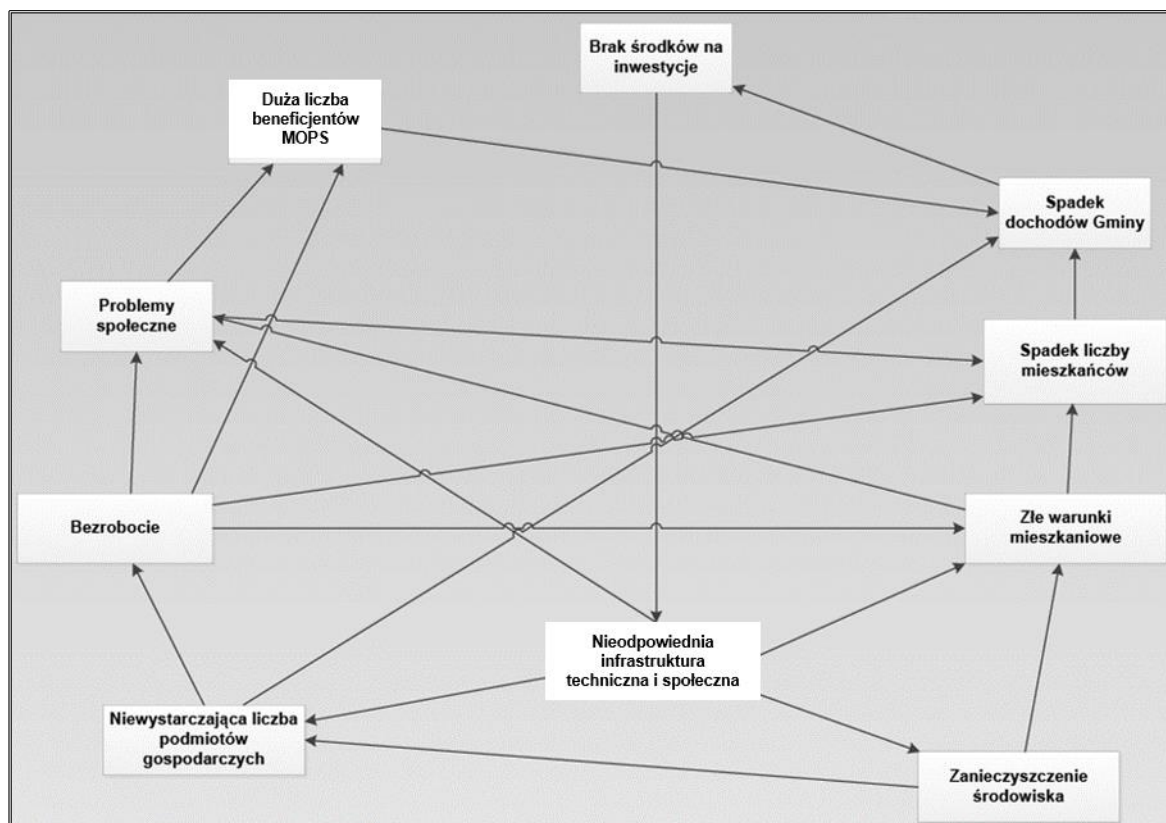 Brak środków na
inwestycje
Duża liczba
beneficjentów
MOPS
Spadek
dochodów Gminy
Problemy
społeczne
Spadek liczby
mieszkańców
Bezrobocie
Złe warunki
mieszkaniowe
Nieodpowiednia
infrastruktura
techniczna i społeczna
Niewystarczająca liczba
podmiotów
gospodarczych
Zanieczyszczenie
środowiska